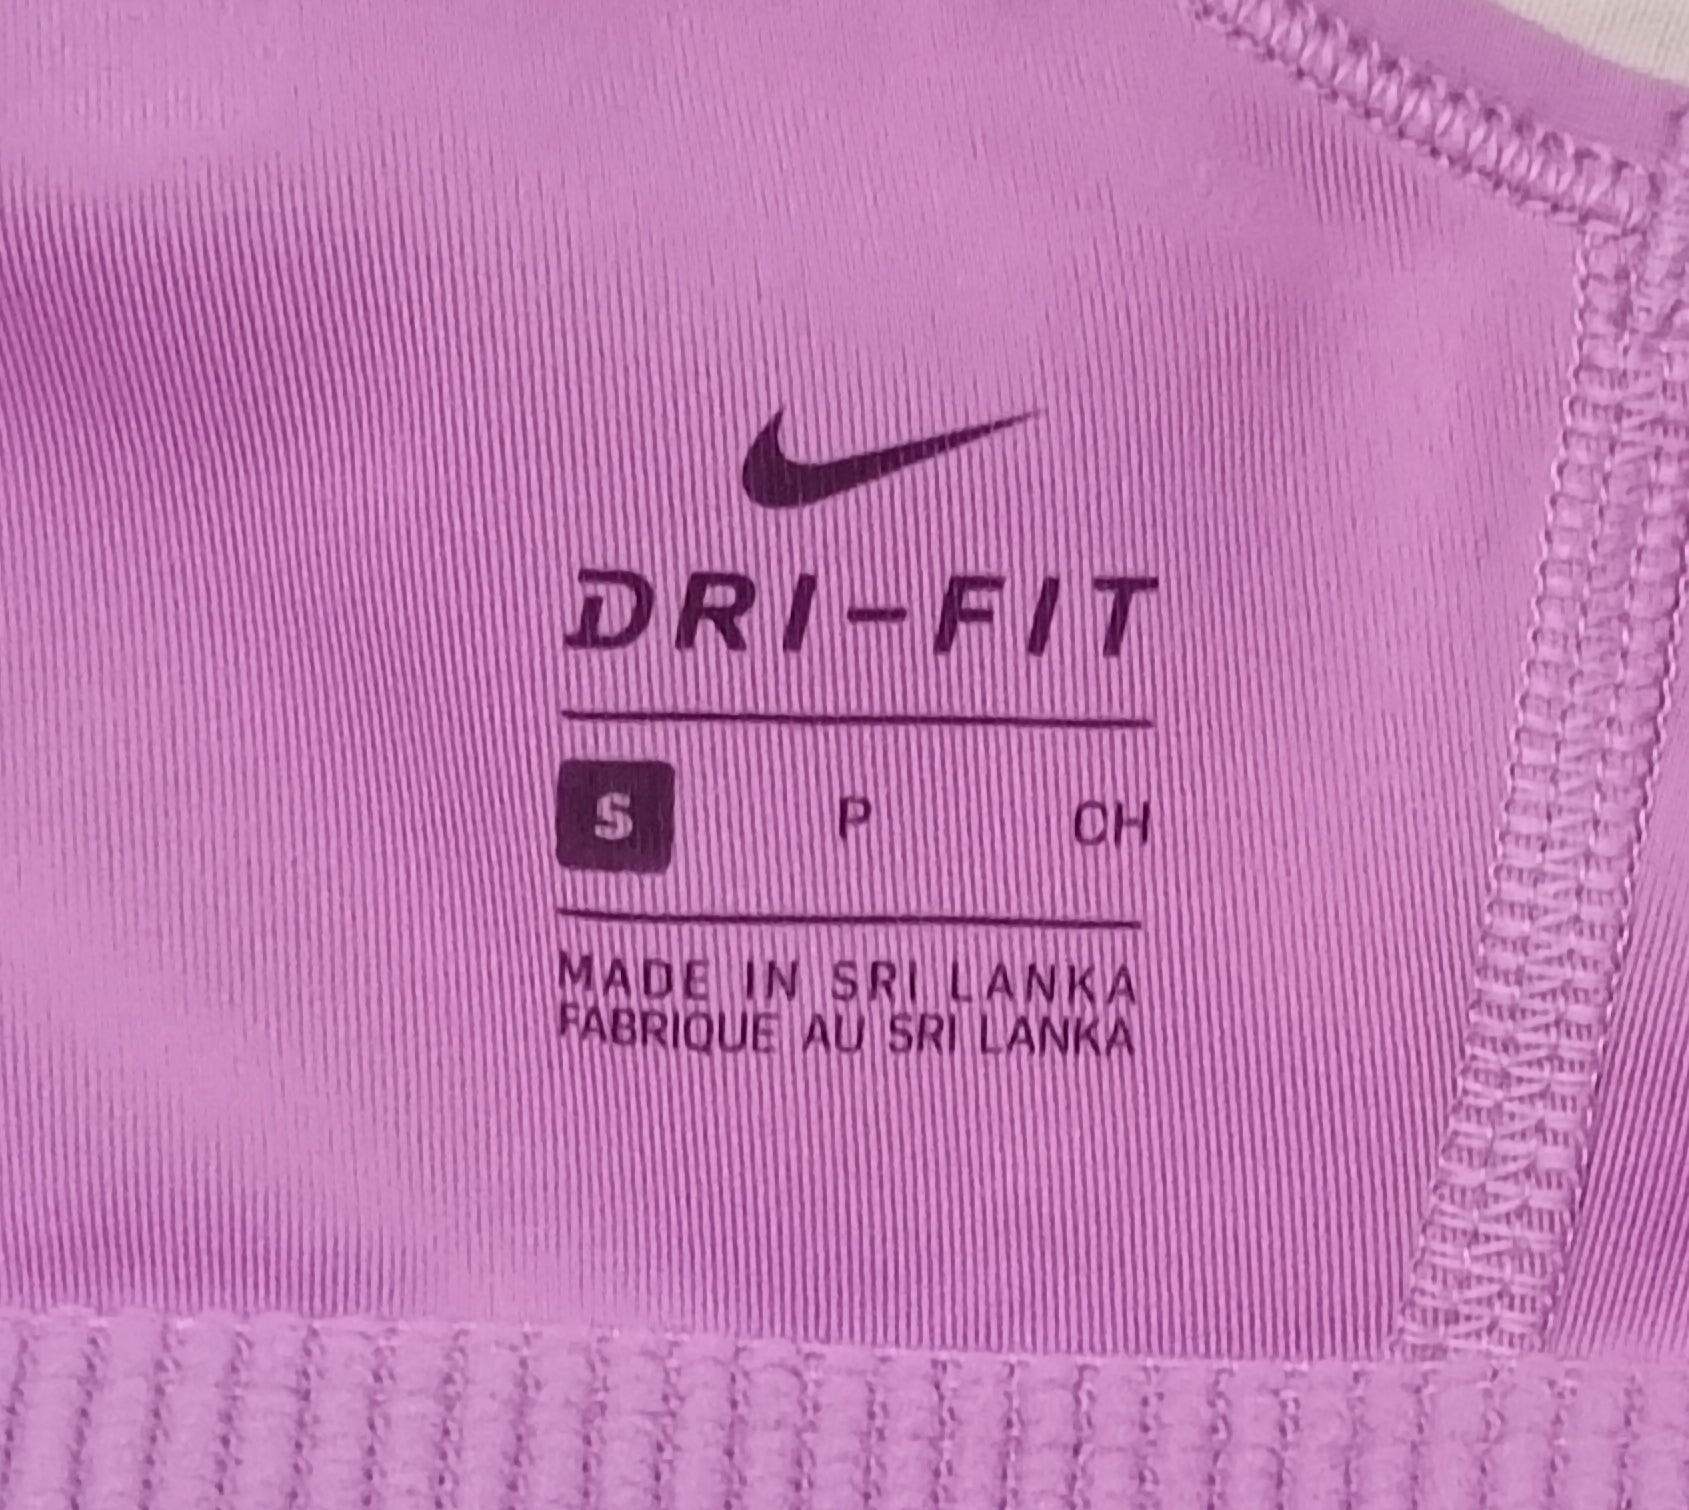 DRI-FIT
S P CH
MADE IN SRI LANKA
FABRIQUE AU SRI LANKA